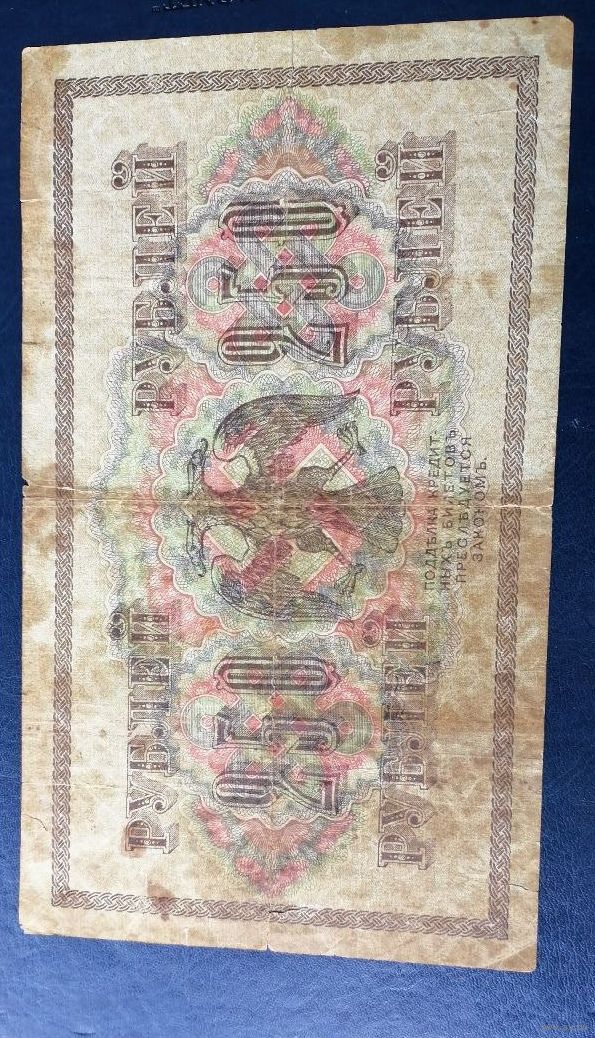 РУБЛЕЙ
РУБЛЕЙ
250
250
РУБЛЕЙ
РУБЛЕЙ
ПОДДѢЛКА КРЕДИТ-
НЫХЪ БИЛЕТОВЪ
ПРЕСЛѢДУЕТСЯ
ЗАКОНОМЪ.